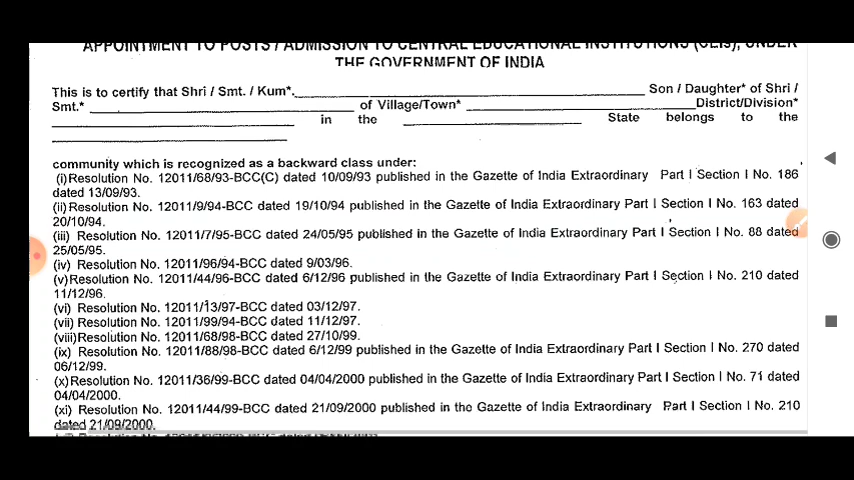 APPOINTMENT TO POSTS / ADMISSION TO CENTRAL EDUCATIONAL INSTITUTIONS (CEIs), UNDER
THE GOVERNMENT OF INDIA
This is to certify that Shri / Smt. / Kum*. Son / Daughter* of Shri /
Smt.* of Village/Town* District/Division*
in the State belongs to the
community which is recognized as a backward class under:
(i)Resolution No. 12011/68/93-BCC(C) dated 10/09/93 published in the Gazette of India Extraordinary Part I Section I No. 186
dated 13/09/93.
(ii)Resolution No. 12011/9/94-BCC dated 19/10/94 published in the Gazette of India Extraordinary Part I Section I No. 163 dated
20/10/94.
(iii) Resolution No. 12011/7/95-BCC dated 24/05/95 published in the Gazette of India Extraordinary Part I Section I No. 88 dated
25/05/95.
(iv) Resolution No. 12011/96/94-BCC dated 9/03/96.
(v)Resolution No. 12011/44/96-BCC dated 6/12/96 published in the Gazette of India Extraordinary Part I Section I No. 210 dated
11/12/96.
(vi) Resolution No. 12011/13/97-BCC dated 03/12/97.
(vii) Resolution No. 12011/99/94-BCC dated 11/12/97.
(viii)Resolution No. 12011/68/98-BCC dated 27/10/99.
(ix) Resolution No. 12011/88/98-BCC dated 6/12/99 published in the Gazette of India Extraordinary Part I Section I No. 270 dated
06/12/99.
(x)Resolution No. 12011/36/99-BCC dated 04/04/2000 published in the Gazette of India Extraordinary Part I Section I No. 71 dated
04/04/2000.
(xi) Resolution No. 12011/44/99-BCC dated 21/09/2000 published in the Gazette of India Extraordinary Part I Section I No. 210
dated 21/09/2000.